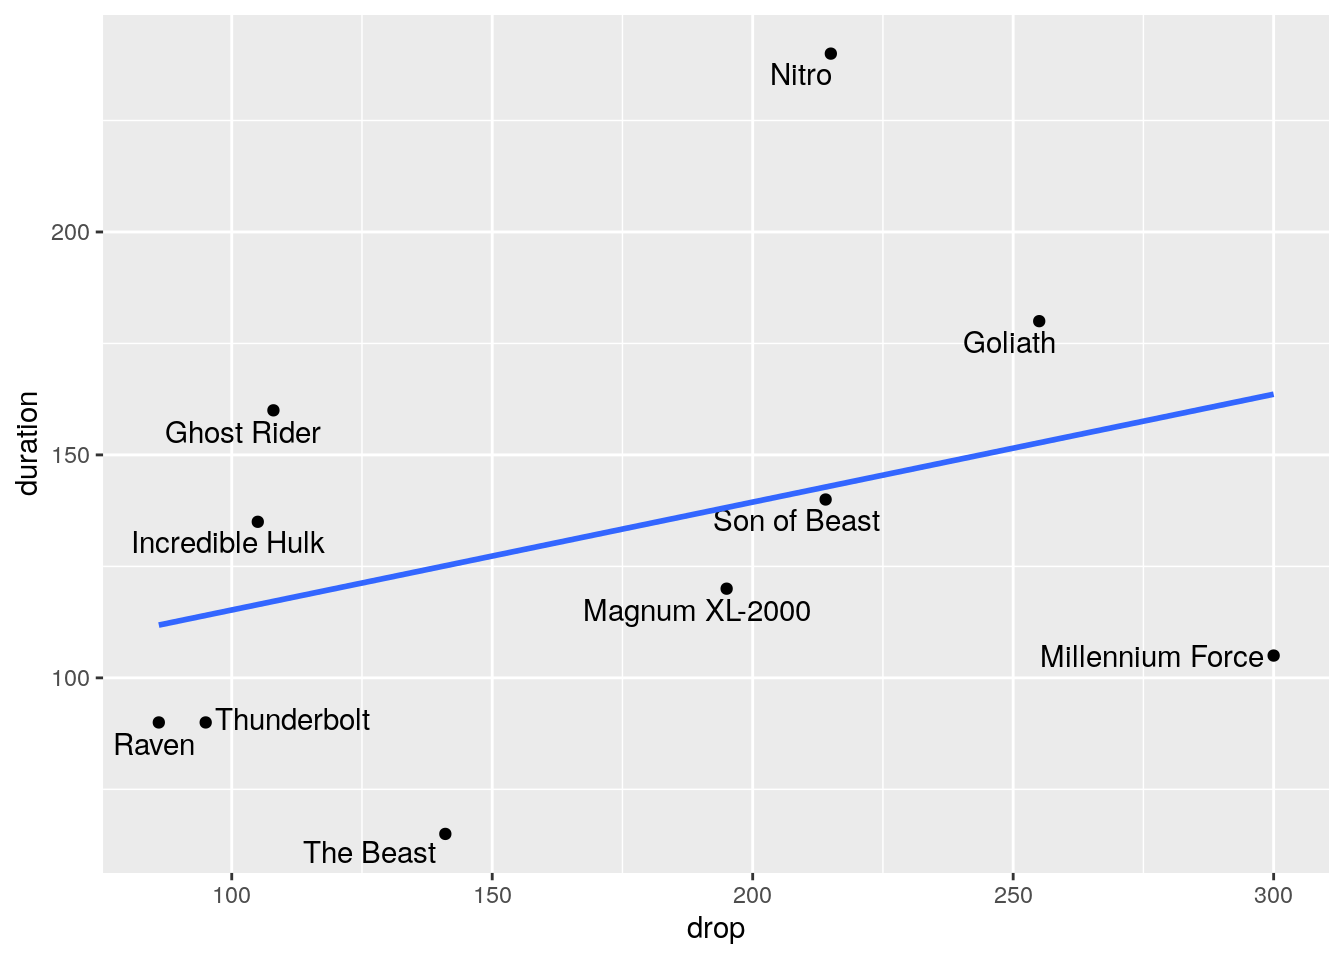 Nitro
200
Goliath
Ghost Rider
150
duration
Son of Beast
Incredible Hulk
Magnum XL-2000
Millennium Force
100
Thunderbolt
Raven
The Beast
100 150 200 250 300
drop